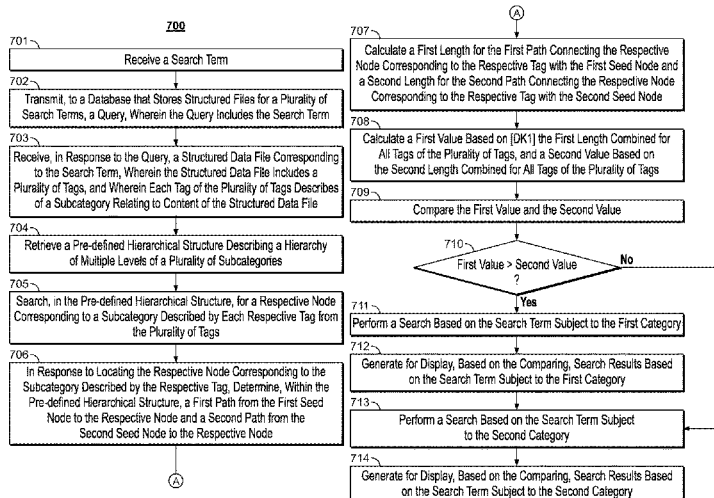 700
701
Receive a Search Term
702
Transmit, to a Database that Stores Structured Files for a Plurality of
Search Terms, a Query, Wherein the Query Includes the Search Term
703
Receive, in Response to the Query, a Structured Data File Corresponding
to the Search Term, Wherein the Structured Data File Includes a
Plurality of Tags, and Wherein Each Tag of the Plurality of Tags Describes
of a Subcategory Relating to Content of the Structured Data File
704
Retrieve a Pre-defined Hierarchical Structure Describing a Hierarchy
of Multiple Levels of a Plurality of Subcategories
705
Search, in the Pre-defined Hierarchical Structure, for a Respective Node
Corresponding to a Subcategory Described by Each Respective Tag from
the Plurality of Tags
706
In Response to Locating the Respective Node Corresponding to the
Subcategory Described by the Respective Tag, Determine, Within the
Pre-defined Hierarchical Structure, a First Path from the First Seed
Node to the Respective Node and a Second Path from the
Second Seed Node to the Respective Node
A
A
707
Calculate a First Length for the First Path Connecting the Respective
Node Corresponding to the Respective Tag with the First Seed Node and
a Second Length for the Second Path Connecting the Respective Node
Corresponding to the Respective Tag with the Second Seed Node
708
Calculate a First Value Based on [DK1] the First Length Combined for
All Tags of the Plurality of Tags, and a Second Value Based on
the Second Length Combined for All Tags of the Plurality of Tags
709
Compare the First Value and the Second Value
710
First Value > Second Value
?
No
Yes
711
Perform a Search Based on the Search Term Subject to the First Category
712
Generate for Display, Based on the Comparing, Search Results Based
on the Search Term Subject to the First Category
713
Perform a Search Based on the Search Term Subject
to the Second Category
714
Generate for Display, Based on the Comparing, Search Results Based
on the Search Term Subject to the Second Category